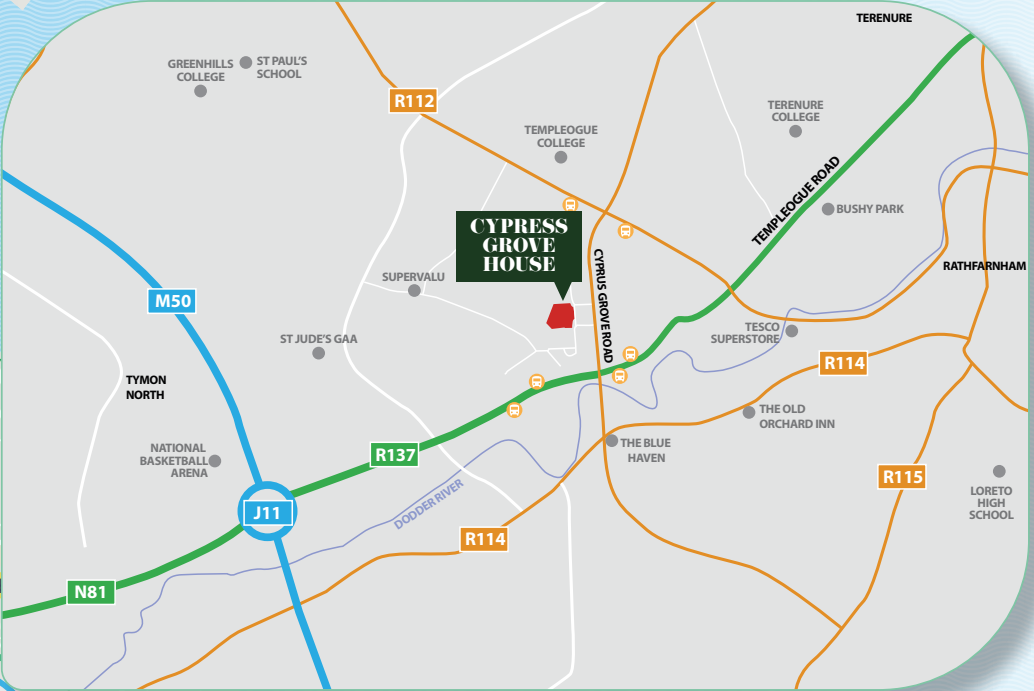 TERENURE
GREENHILLS
COLLEGE
ST PAUL'S
SCHOOL
R112
TERENURE
COLLEGE
TEMPLEOGUE
COLLEGE
TEMPLEOGUE ROAD
BUSHY PARK
CYPRESS
GROVE
HOUSE
CYPRUS GROVE ROAD
RATHFARNHAM
SUPERVALU
M50
TESCO
SUPERSTORE
ST JUDE'S GAA
R114
TYMON
NORTH
THE OLD
ORCHARD INN
THE BLUE
HAVEN
NATIONAL
BASKETBALL
ARENA
R137
R115
LORETO
HIGH
SCHOOL
DODDER RIVER
J11
R114
N81